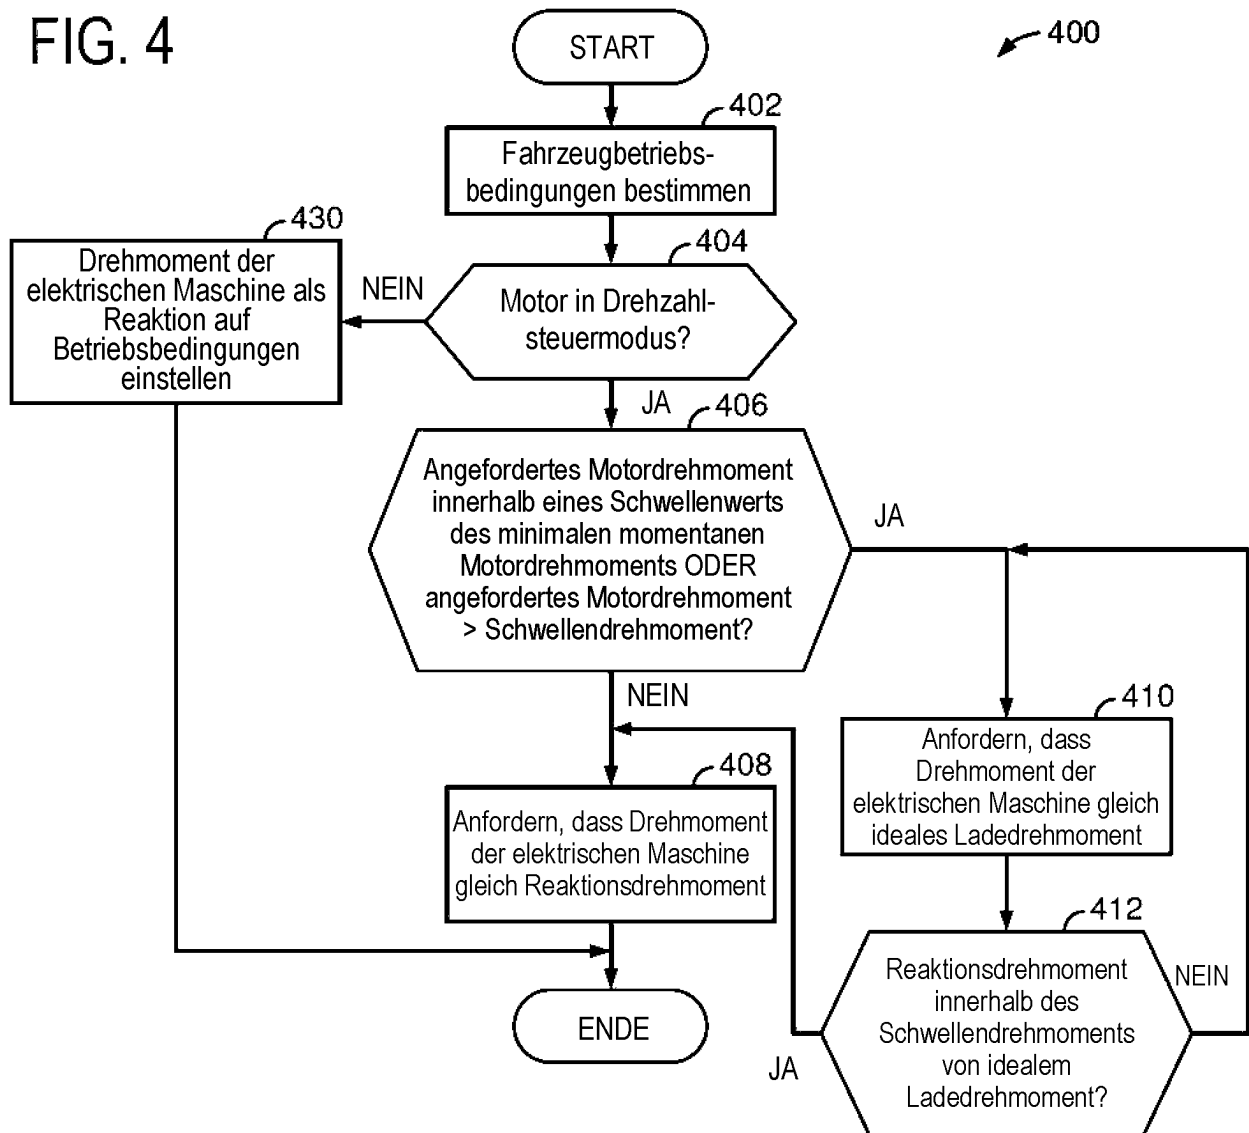 FIG. 4
START
400
402
Fahrzeugbetriebs-
bedingungen bestimmen
430
404
Drehmoment der
elektrischen Maschine als
Reaktion auf
Betriebsbedingungen
einstellen
NEIN
Motor in Drehzahl-
steuermodus?
JA
406
Angefordertes Motordrehmoment
innerhalb eines Schwellenwerts
des minimalen momentanen
Motordrehmoments ODER
angefordertes Motordrehmoment
> Schwellendrehmoment?
JA
NEIN
410
Anfordern, dass
Drehmoment der
elektrischen Maschine gleich
ideales Ladedrehmoment
408
Anfordern, dass Drehmoment
der elektrischen Maschine
gleich Reaktionsdrehmoment
412
Reaktionsdrehmoment
innerhalb des
Schwellendrehmoments
von idealem
Ladedrehmoment?
NEIN
JA
ENDE